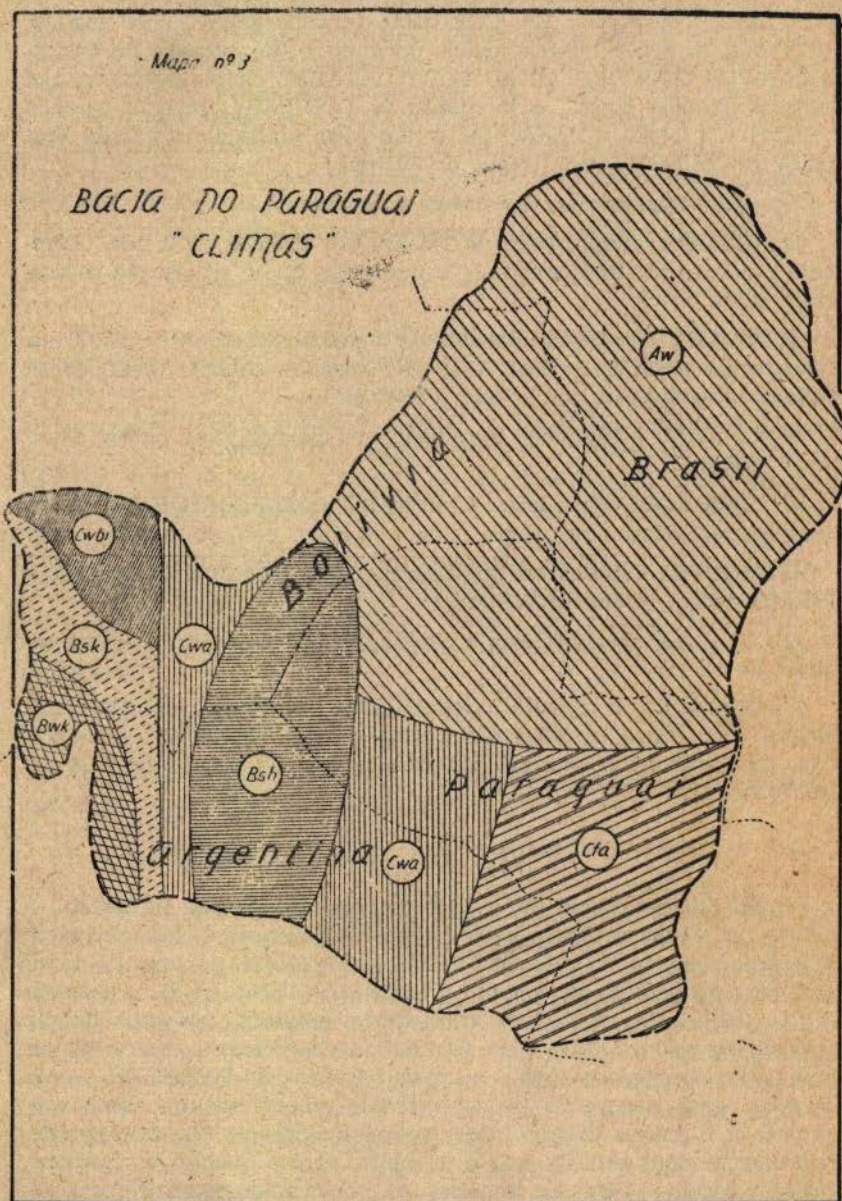 Mapa nº 3
BACIA DO PARAGUAI
"CLIMAS"
Aw
Brasil
Bolivia
Cwbi
Bsk
Cwa
Bwk
Bsh
Paraguai
Argentina
Cwa
Cfa